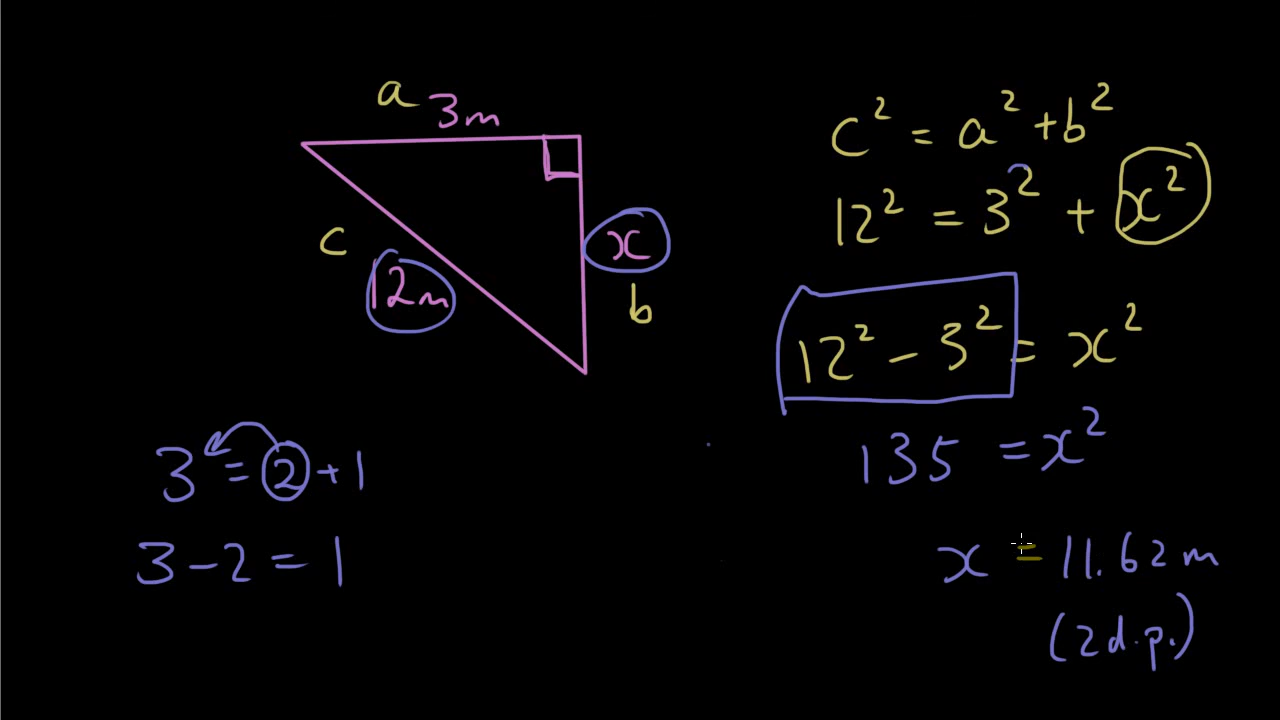 a
3m
c
12m
x
b
c² = a² + b²
12² = 3² + x²
12² − 3² = x²
135 = x²
x = 11.62 m
(2 d.p.)
3 = 2 + 1
3 − 2 = 1